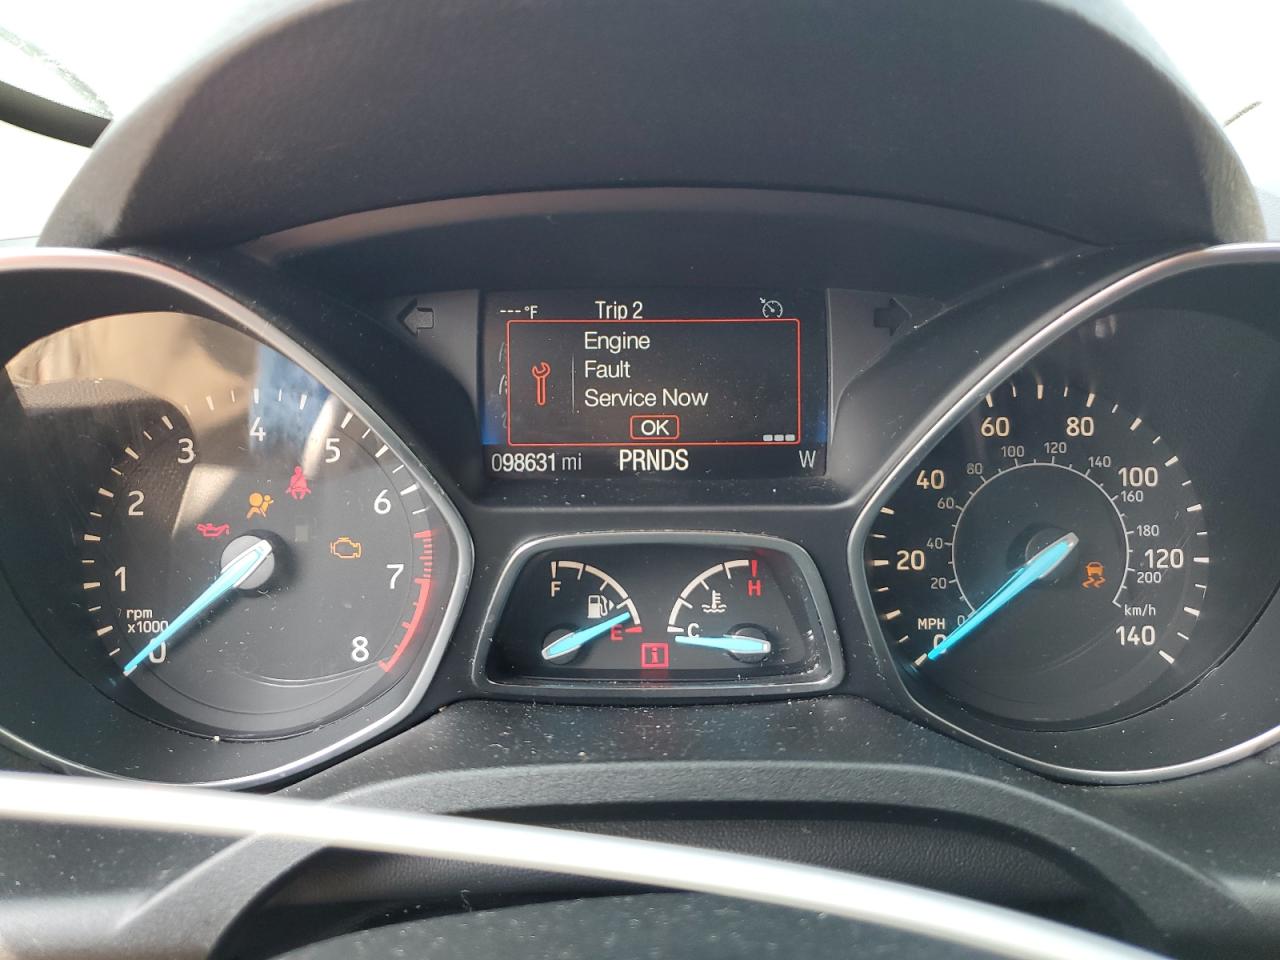 ---°F Trip 2
Engine
Fault
Service Now
OK
098631 mi PRNDS W
0 1 2 3 4 5 6 7 8
rpm
x1000
F
E
C
H
i
0 20 40 60 80 100 120 140
MPH
0 20 40 60 80 100 120 140 160 180 200
km/h